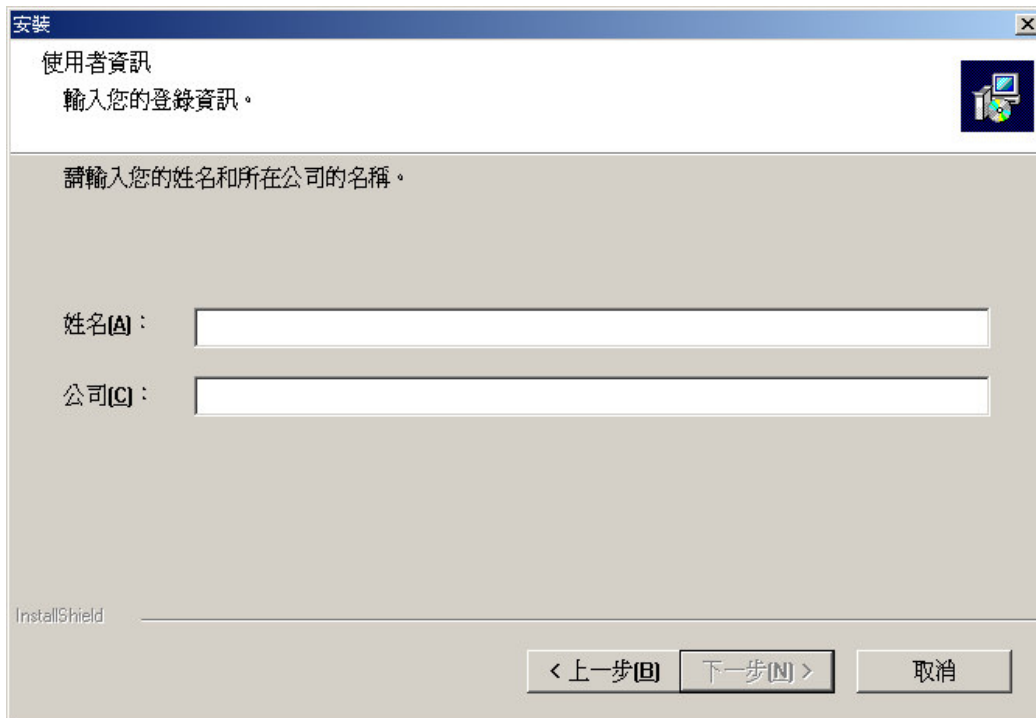 安裝
使用者資訊
輸入您的登錄資訊。
請輸入您的姓名和所在公司的名稱。
姓名(A)：
公司(C)：
InstallShield
< 上一步(B)
下一步(N) >
取消